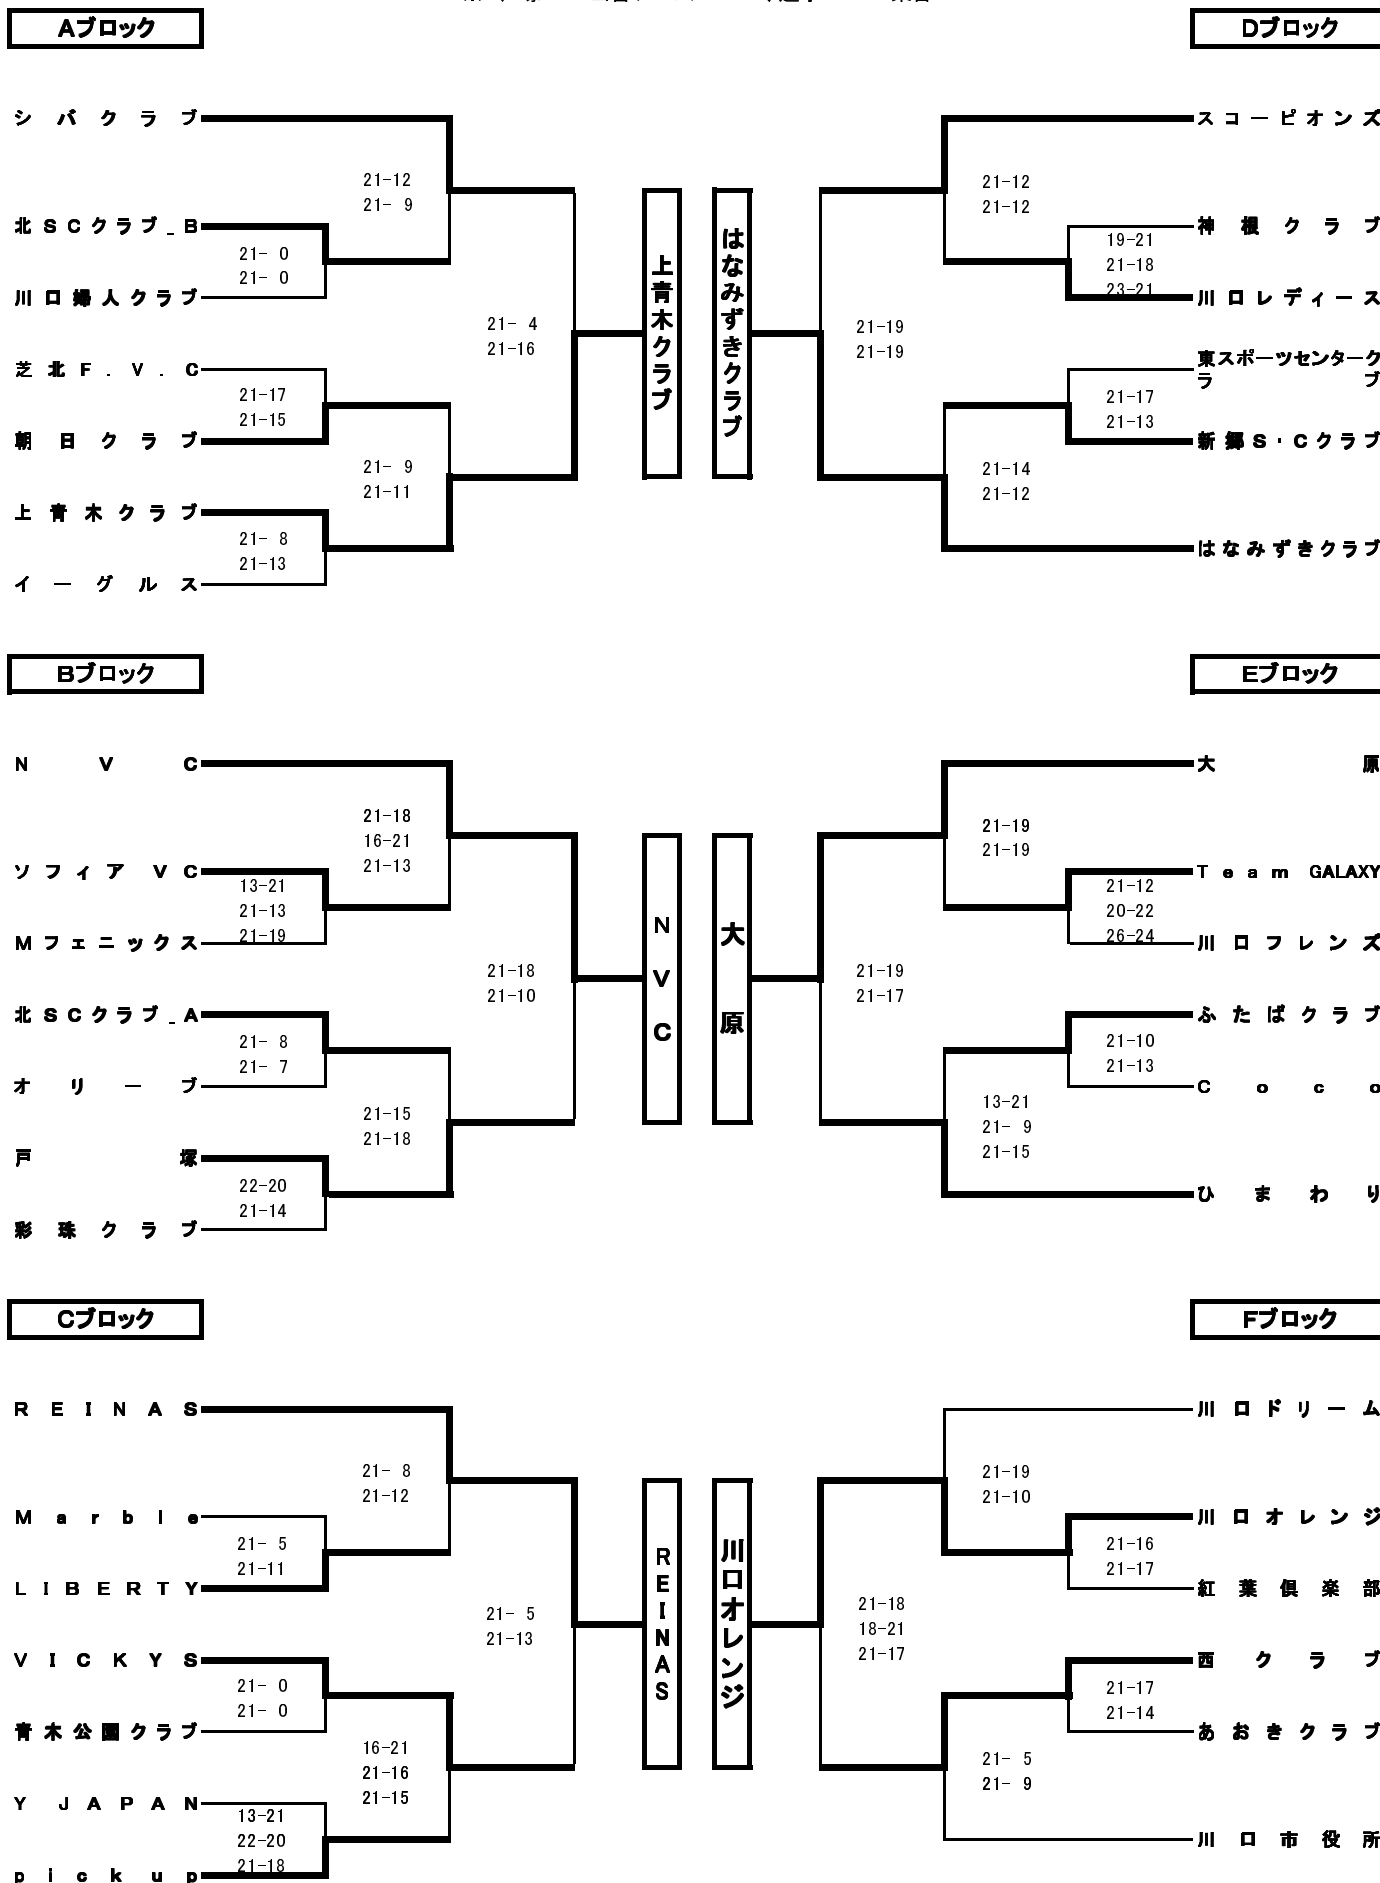 Aブロック
シバクラブ
21-12
21- 9
北SCクラブ_B
21- 0
21- 0
川口婦人クラブ
21- 4
21-16
芝北F.V.C
21-17
21-15
朝日クラブ
21- 9
21-11
上青木クラブ
21- 8
21-13
イーグルス
上青木クラブ
Dブロック
スコーピオンズ
21-12
21-12
神根クラブ
19-21
21-18
23-21
川口レディース
21-19
21-19
東スポーツセンターク
ラブ
21-17
21-13
新郷S・Cクラブ
21-14
21-12
はなみずきクラブ
はなみずきクラブ
Bブロック
NVC
21-18
16-21
21-13
ソフィアVC
13-21
21-13
21-19
Mフェニックス
21-18
21-10
北SCクラブ_A
21- 8
21- 7
オリーブ
21-15
21-18
戸塚
22-20
21-14
彩珠クラブ
NVC
Eブロック
大原
21-19
21-19
Team GALAXY
21-12
20-22
26-24
川口フレンズ
21-19
21-17
ふたばクラブ
21-10
21-13
Coco
13-21
21- 9
21-15
ひまわり
大原
Cブロック
REINAS
21- 8
21-12
Marble
21- 5
21-11
LIBERTY
21- 5
21-13
VICKYS
21- 0
21- 0
青木公園クラブ
16-21
21-16
21-15
Y JAPAN
13-21
22-20
21-18
pickup
REINAS
Fブロック
川口ドリーム
21-19
21-10
川口オレンジ
21-16
21-17
紅葉倶楽部
21-18
18-21
21-17
西クラブ
21-17
21-14
あおきクラブ
21- 5
21- 9
川口市役所
川口オレンジ